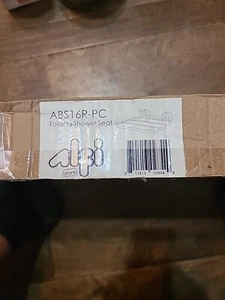 ABS16R-PC
Folding Shower Seat
alfi
brand